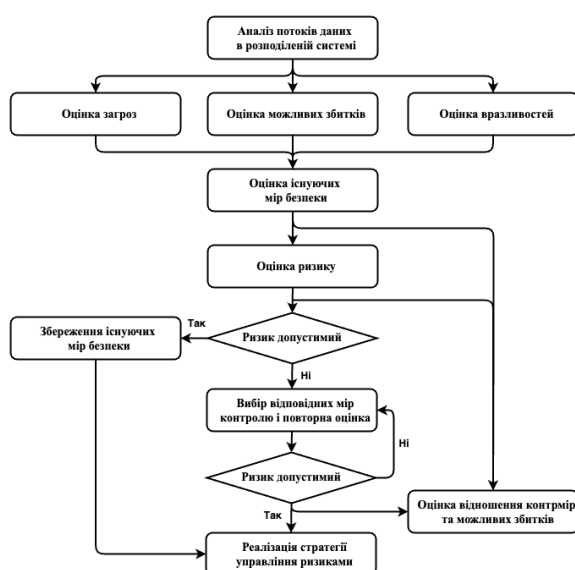 Аналіз потоків даних
в розподіленій системі
Оцінка загроз
Оцінка можливих збитків
Оцінка вразливостей
Оцінка існуючих
мір безпеки
Оцінка ризику
Збереження існуючих
мір безпеки
Так
Ризик допустимий
Ні
Вибір відповідних мір
контролю і повторна оцінка
Ні
Ризик допустимий
Так
Оцінка відношення контрмір
та можливих збитків
Реалізація стратегії
управління ризиками